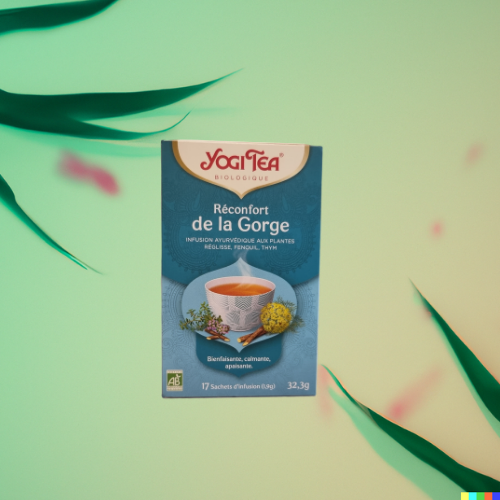 YOGI TEA®
BIOLOGIQUE
Réconfort
de la Gorge
INFUSION AYURVÉDIQUE AUX PLANTES
RÉGLISSE, FENOUIL, THYM
Bienfaisante, calmante,
apaisante.
AB
17 Sachets d'infusion (1,9g) 32,3g